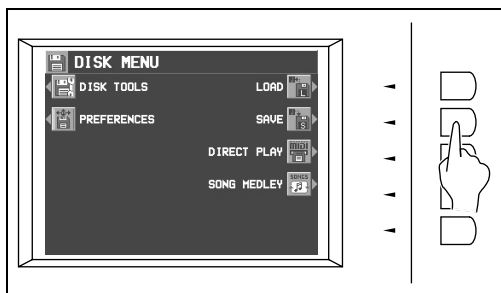 DISK MENU
DISK TOOLS LOAD
PREFERENCES SAVE
DIRECT PLAY
SONG MEDLEY